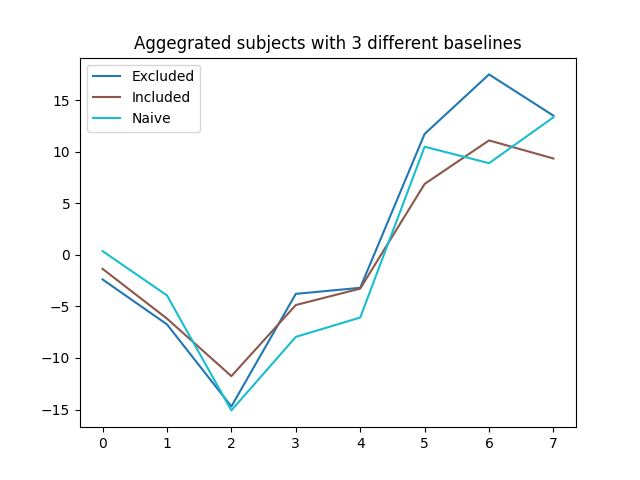 Aggegrated subjects with 3 different baselines
Excluded
Included
Naive
15
10
5
0
−5
−10
−15
0 1 2 3 4 5 6 7